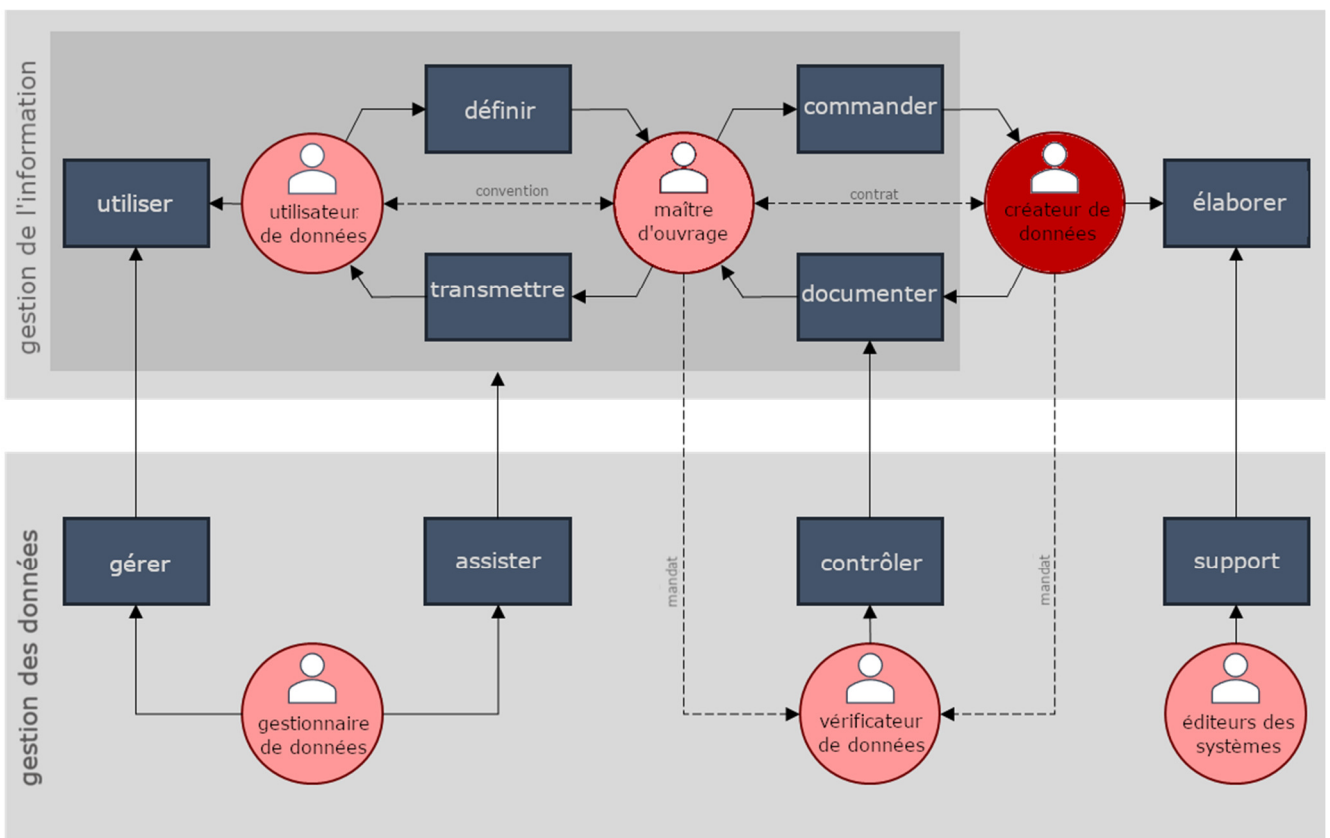 gestion de l'information
définir
commander
utiliser
utilisateur
de données
convention
maître
d'ouvrage
contrat
créateur de
données
élaborer
transmettre
documenter
gestion des données
gérer
assister
mandat
contrôler
mandat
support
gestionnaire
de données
vérificateur
de données
éditeurs des
systèmes